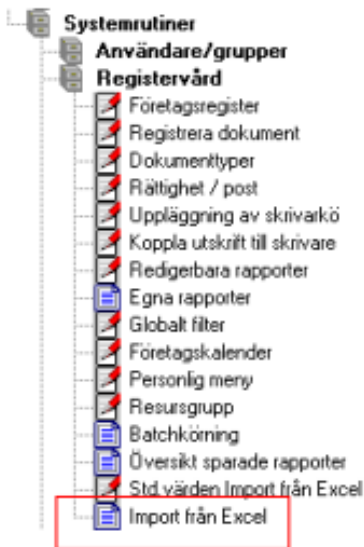 Systemrutiner
Användare/grupper
Registervård
Företagsregister
Registrera dokument
Dokumenttyper
Rättighet / post
Uppläggning av skrivarkö
Koppla utskrift till skrivare
Redigerbara rapporter
Egna rapporter
Globalt filter
Företagskalender
Personlig meny
Resursgrupp
Batchkörning
Översikt sparade rapporter
Std.värden Import från Excel
Import från Excel